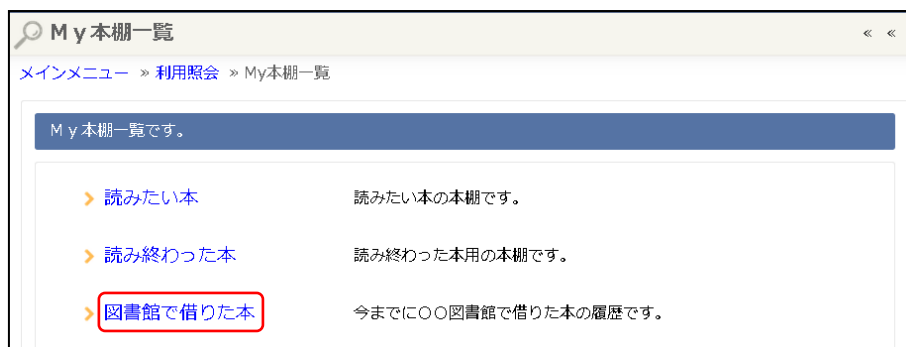 Ｍｙ本棚一覧 « «
メインメニュー » 利用照会 » My本棚一覧
Ｍｙ本棚一覧です。
読みたい本 読みたい本の本棚です。
読み終わった本 読み終わった本用の本棚です。
図書館で借りた本 今までに○○図書館で借りた本の履歴です。